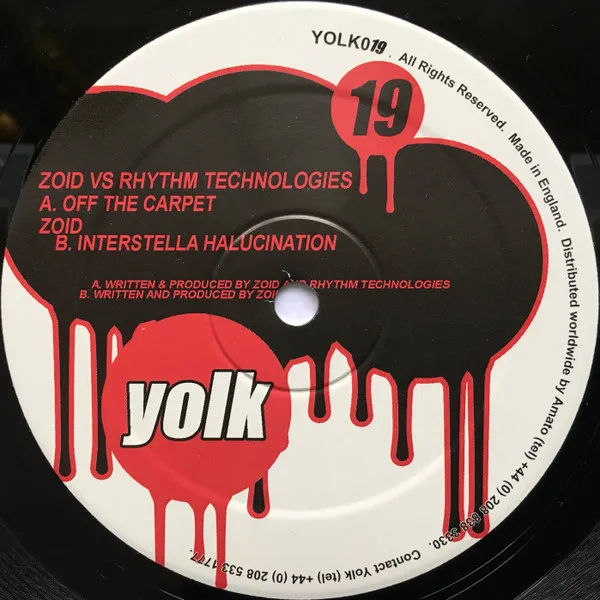 YOLK019. All Rights Reserved. Made in England. Distributed worldwide by Amato (tel) +44 (0) 208 838 3330. Contact Yolk (tel) +44 (0) 208 533 1777.
19
ZOID VS RHYTHM TECHNOLOGIES
A. OFF THE CARPET
ZOID
B. INTERSTELLA HALUCINATION
A. WRITTEN & PRODUCED BY ZOID AND RHYTHM TECHNOLOGIES
B. WRITTEN AND PRODUCED BY
yolk